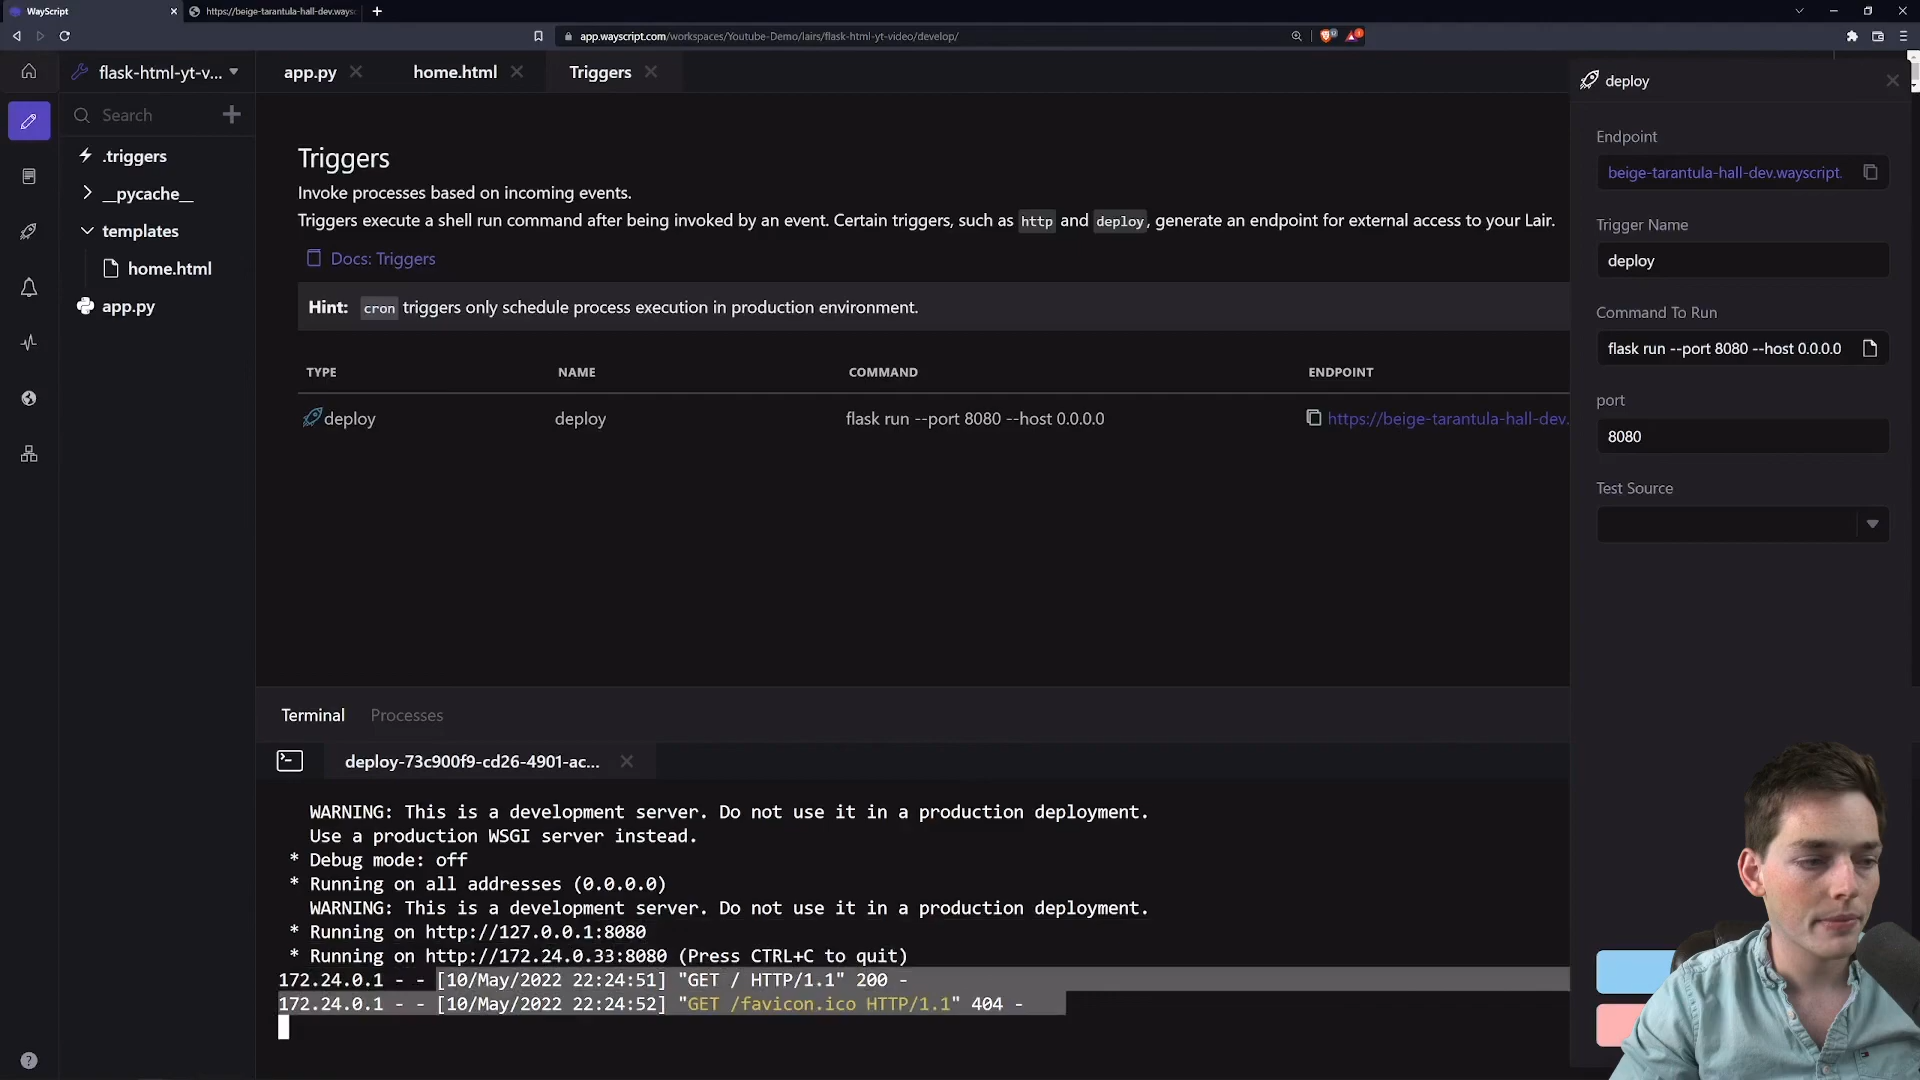 WayScript
https://beige-tarantula-hall-dev.waysc
app.wayscript.com/workspaces/Youtube-Demo/lairs/flask-html-yt-video/develop/
flask-html-yt-v...
app.py
home.html
Triggers
deploy
Search
.triggers
__pycache__
templates
home.html
app.py
Triggers
Invoke processes based on incoming events.
Triggers execute a shell run command after being invoked by an event. Certain triggers, such as http and deploy, generate an endpoint for external access to your Lair.
Docs: Triggers
Hint: cron triggers only schedule process execution in production environment.
TYPE NAME COMMAND ENDPOINT
deploy deploy flask run --port 8080 --host 0.0.0.0 https://beige-tarantula-hall-dev.
Endpoint
beige-tarantula-hall-dev.wayscript.
Trigger Name
deploy
Command To Run
flask run --port 8080 --host 0.0.0.0
port
8080
Test Source
Terminal Processes
deploy-73c900f9-cd26-4901-ac...
WARNING: This is a development server. Do not use it in a production deployment.
Use a production WSGI server instead.
* Debug mode: off
* Running on all addresses (0.0.0.0)
WARNING: This is a development server. Do not use it in a production deployment.
* Running on http://127.0.0.1:8080
* Running on http://172.24.0.33:8080 (Press CTRL+C to quit)
172.24.0.1 - - [10/May/2022 22:24:51] "GET / HTTP/1.1" 200 -
172.24.0.1 - - [10/May/2022 22:24:52] "GET /favicon.ico HTTP/1.1" 404 -